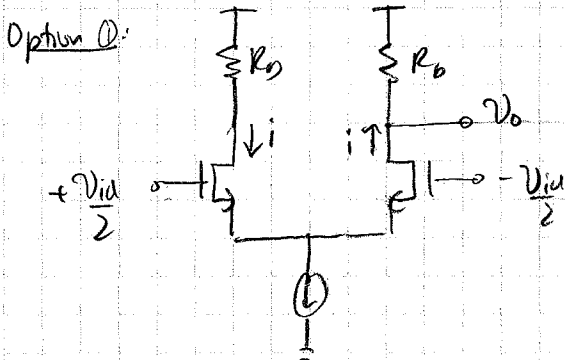 Option ①:
R_D R_D
↓i i↑ v_o
+v_id/2 -v_id/2